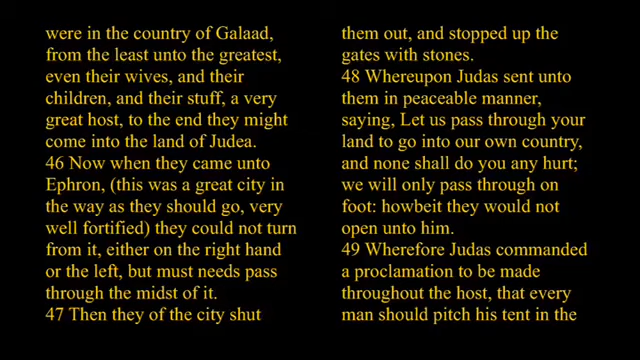 were in the country of Galaad,
from the least unto the greatest,
even their wives, and their
children, and their stuff, a very
great host, to the end they might
come into the land of Judea.
46 Now when they came unto
Ephron, (this was a great city in
the way as they should go, very
well fortified) they could not turn
from it, either on the right hand
or the left, but must needs pass
through the midst of it.
47 Then they of the city shut
them out, and stopped up the
gates with stones.
48 Whereupon Judas sent unto
them in peaceable manner,
saying, Let us pass through your
land to go into our own country,
and none shall do you any hurt;
we will only pass through on
foot: howbeit they would not
open unto him.
49 Wherefore Judas commanded
a proclamation to be made
throughout the host, that every
man should pitch his tent in the